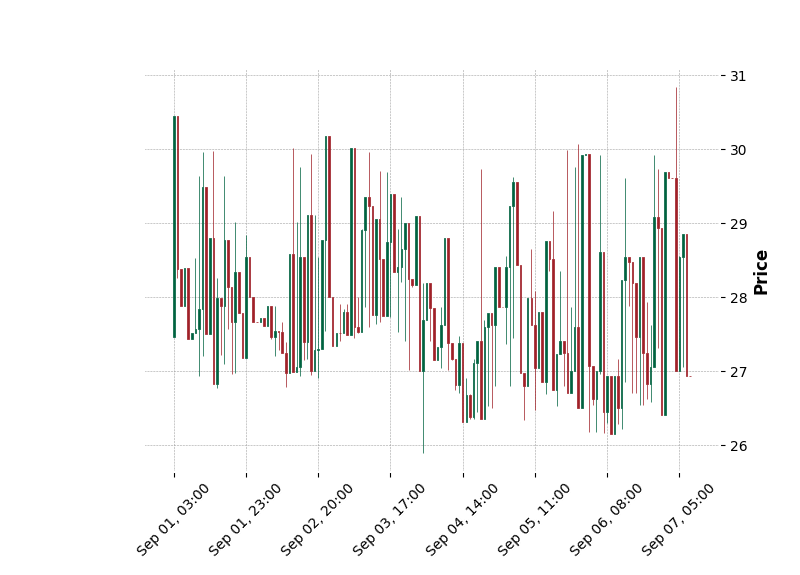 31
30
29
28
27
26
Price
Sep 01, 03:00
Sep 01, 23:00
Sep 02, 20:00
Sep 03, 17:00
Sep 04, 14:00
Sep 05, 11:00
Sep 06, 08:00
Sep 07, 05:00